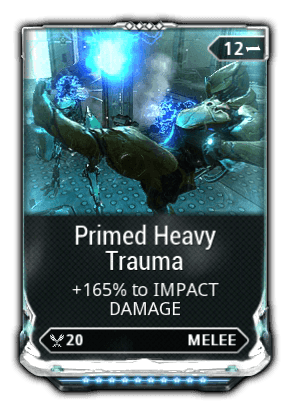 12
Primed Heavy
Trauma
+165% to IMPACT
DAMAGE
20 MELEE